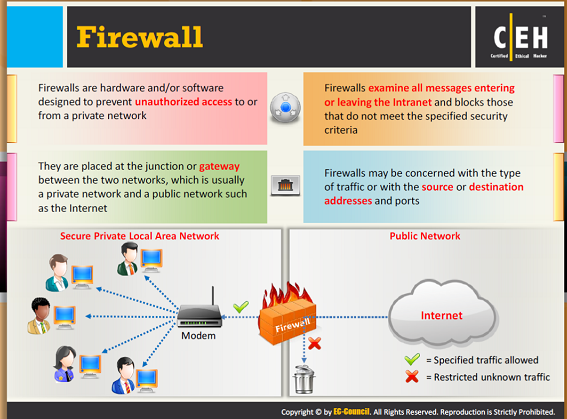 Firewall
CEH
Certified Ethical Hacker
Firewalls are hardware and/or software
designed to prevent unauthorized access to or
from a private network
Firewalls examine all messages entering
or leaving the Intranet and blocks those
that do not meet the specified security
criteria
They are placed at the junction or gateway
between the two networks, which is usually
a private network and a public network such
as the Internet
Firewalls may be concerned with the type
of traffic or with the source or destination
addresses and ports
Secure Private Local Area Network
Public Network
Modem
Firewall
Internet
= Specified traffic allowed
= Restricted unknown traffic
Copyright © by EC-Council. All Rights Reserved. Reproduction is Strictly Prohibited.